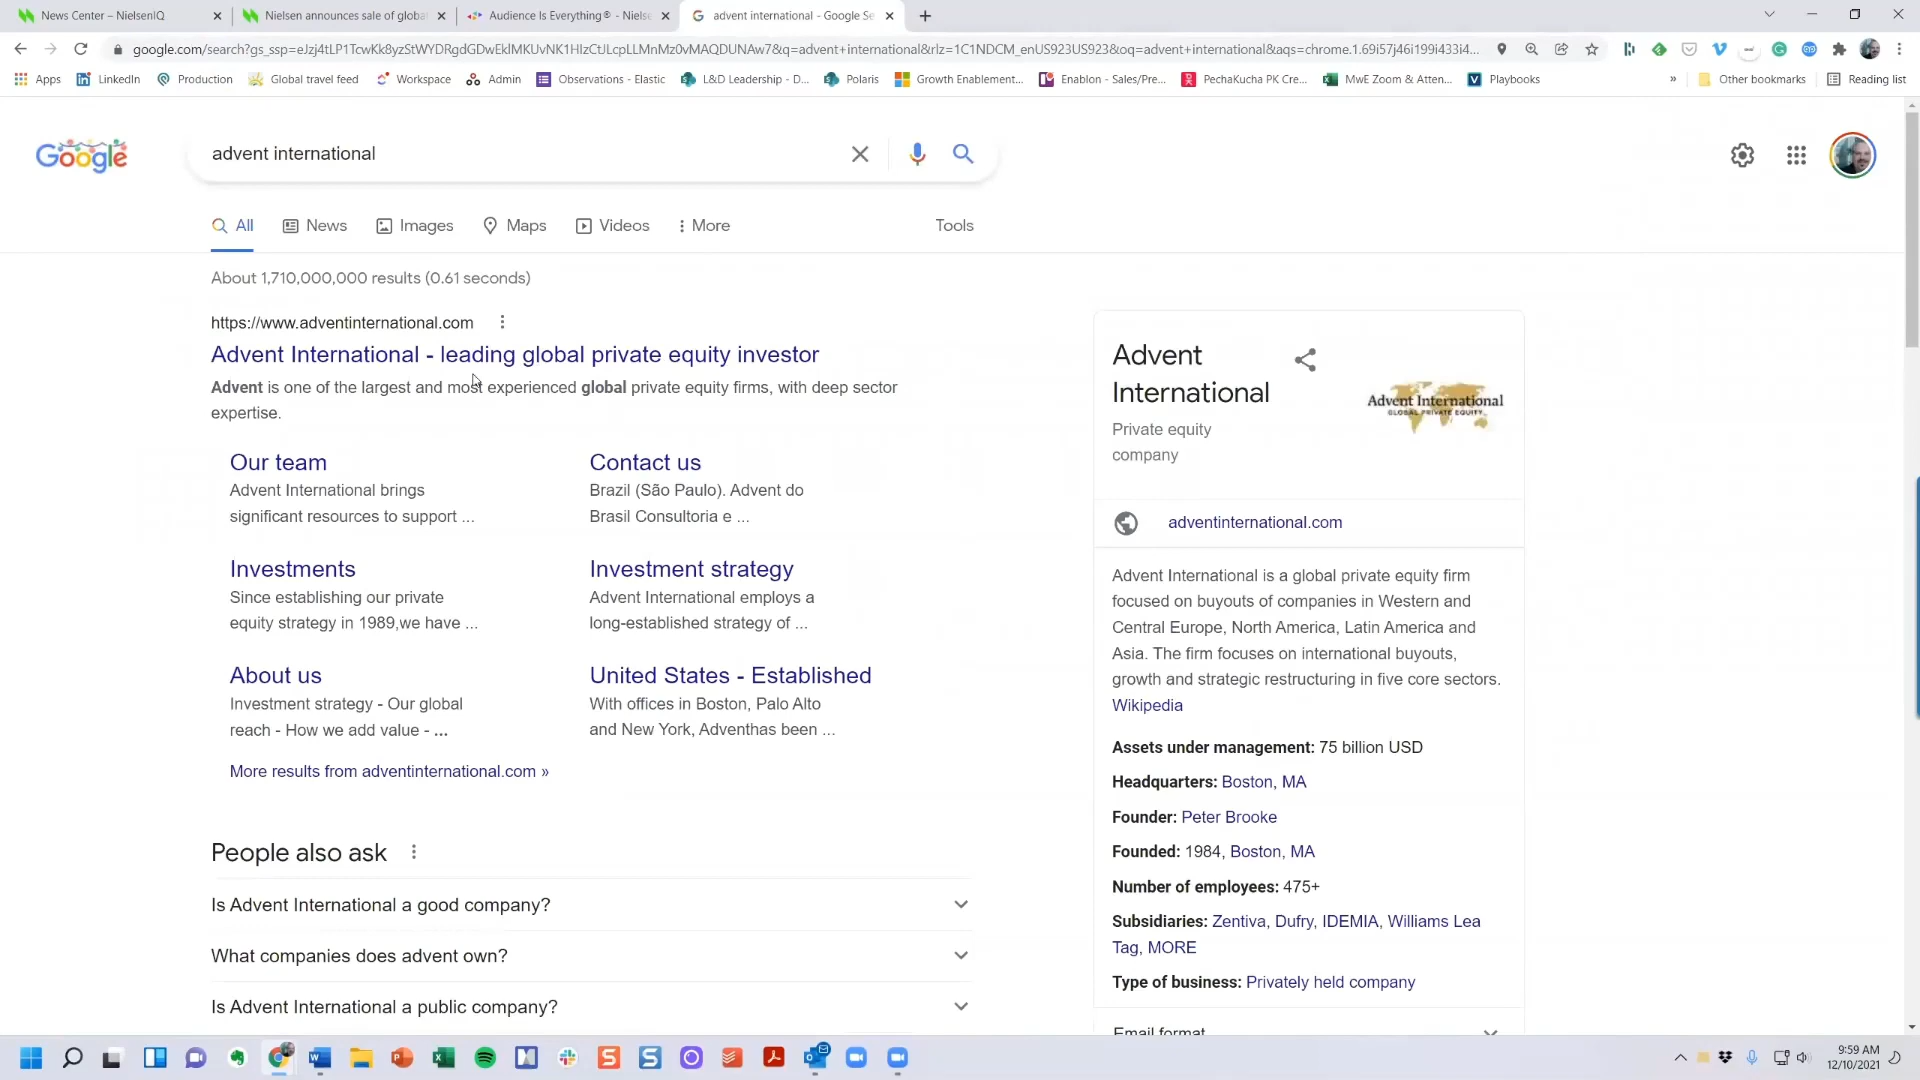 News Center – NielsenIQ
Nielsen announces sale of global
Audience Is Everything® - Nielse
advent international - Google Se
google.com/search?gs_ssp=eJzj4tLP1TcwKk8yzStWYDRgdGDwEklMKUvNK1HIzCtJLcpLLMnMz0vMAQDUNAw7&q=advent+international&rlz=1C1NDCM_enUS923US923&oq=advent+international&aqs=chrome.1.69i57j46i199i433i4...
Apps LinkedIn Production Global travel feed Workspace Admin Observations - Elastic L&D Leadership - D... Polaris Growth Enablement... Enablon - Sales/Pre... PechaKucha PK Cre... MwE Zoom & Atten... Playbooks » Other bookmarks Reading list
Google
advent international
All News Images Maps Videos More Tools
About 1,710,000,000 results (0.61 seconds)
https://www.adventinternational.com
Advent International - leading global private equity investor
Advent is one of the largest and most experienced global private equity firms, with deep sector
expertise.
Our team
Advent International brings
significant resources to support ...
Contact us
Brazil (São Paulo). Advent do
Brasil Consultoria e ...
Investments
Since establishing our private
equity strategy in 1989,we have ...
Investment strategy
Advent International employs a
long-established strategy of ...
About us
Investment strategy - Our global
reach - How we add value - ...
United States - Established
With offices in Boston, Palo Alto
and New York, Adventhas been ...
More results from adventinternational.com »
People also ask
Is Advent International a good company?
What companies does advent own?
Is Advent International a public company?
Advent
International
Private equity
company
Advent International
GLOBAL PRIVATE EQUITY
adventinternational.com
Advent International is a global private equity firm
focused on buyouts of companies in Western and
Central Europe, North America, Latin America and
Asia. The firm focuses on international buyouts,
growth and strategic restructuring in five core sectors.
Wikipedia
Assets under management: 75 billion USD
Headquarters: Boston, MA
Founder: Peter Brooke
Founded: 1984, Boston, MA
Number of employees: 475+
Subsidiaries: Zentiva, Dufry, IDEMIA, Williams Lea
Tag, MORE
Type of business: Privately held company
Email format
9:59 AM
12/10/2021